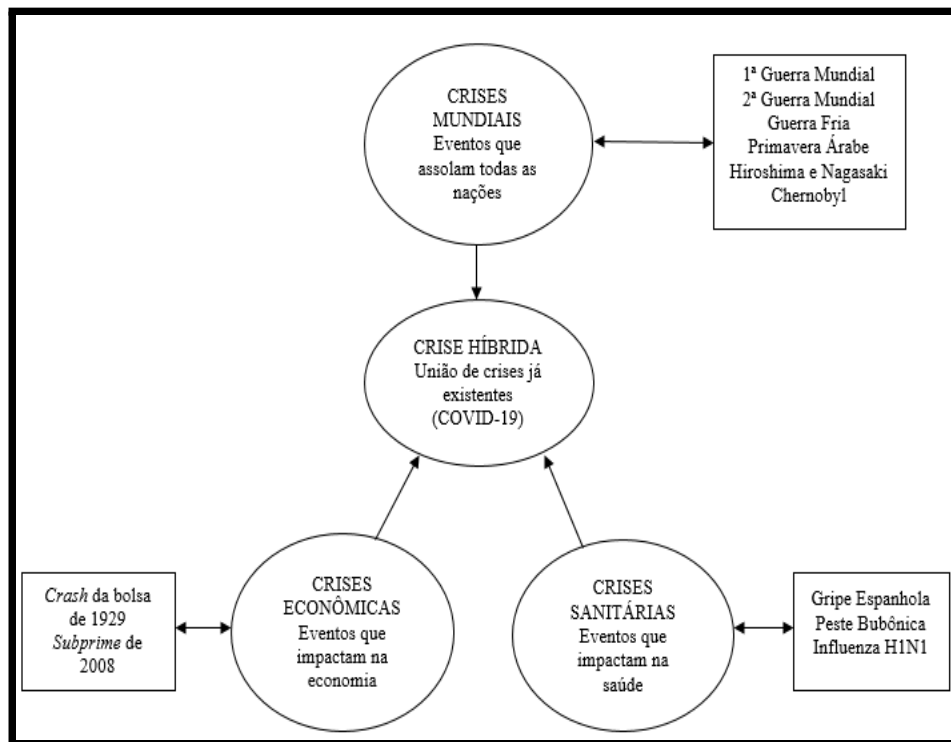 CRISES
MUNDIAIS
Eventos que
assolam todas as
nações
1ª Guerra Mundial
2ª Guerra Mundial
Guerra Fria
Primavera Árabe
Hiroshima e Nagasaki
Chernobyl
CRISE HÍBRIDA
União de crises já
existentes
(COVID-19)
Crash da bolsa
de 1929
Subprime de
2008
CRISES
ECONÔMICAS
Eventos que
impactam na
economia
CRISES
SANITÁRIAS
Eventos que
impactam na
saúde
Gripe Espanhola
Peste Bubônica
Influenza H1N1